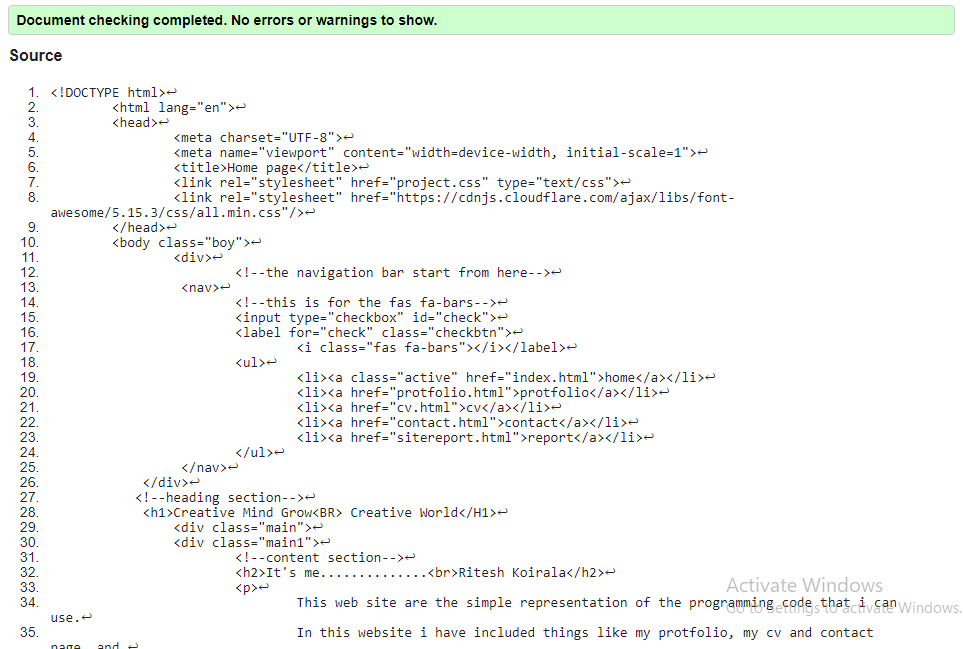 Document checking completed. No errors or warnings to show.
Source
1. <!DOCTYPE html>↩
2. <html lang="en">↩
3. <head>↩
4. <meta charset="UTF-8">↩
5. <meta name="viewport" content="width=device-width, initial-scale=1">↩
6. <title>Home page</title>↩
7. <link rel="stylesheet" href="project.css" type="text/css">↩
8. <link rel="stylesheet" href="https://cdnjs.cloudflare.com/ajax/libs/font-
awesome/5.15.3/css/all.min.css"/>↩
9. </head>↩
10. <body class="boy">↩
11. <div>↩
12. <!--the navigation bar start from here-->↩
13. <nav>↩
14. <!--this is for the fas fa-bars-->↩
15. <input type="checkbox" id="check">↩
16. <label for="check" class="checkbtn">↩
17. <i class="fas fa-bars"></i></label>↩
18. <ul>↩
19. <li><a class="active" href="index.html">home</a></li>↩
20. <li><a href="protfolio.html">protfolio</a></li>↩
21. <li><a href="cv.html">cv</a></li>↩
22. <li><a href="contact.html">contact</a></li>↩
23. <li><a href="sitereport.html">report</a></li>↩
24. </ul>↩
25. </nav>↩
26. </div>↩
27. <!--heading section-->↩
28. <h1>Creative Mind Grow<BR> Creative World</H1>↩
29. <div class="main">↩
30. <div class="main1">↩
31. <!--content section-->↩
32. <h2>It's me..............<br>Ritesh Koirala</h2>↩
33. <p>↩
Activate Windows
34. This web site are the simple representation of the programming code that i can
Go to Settings to activate Windows.
use.↩
35. In this website i have included things like my protfolio, my cv and contact
page, and ↩